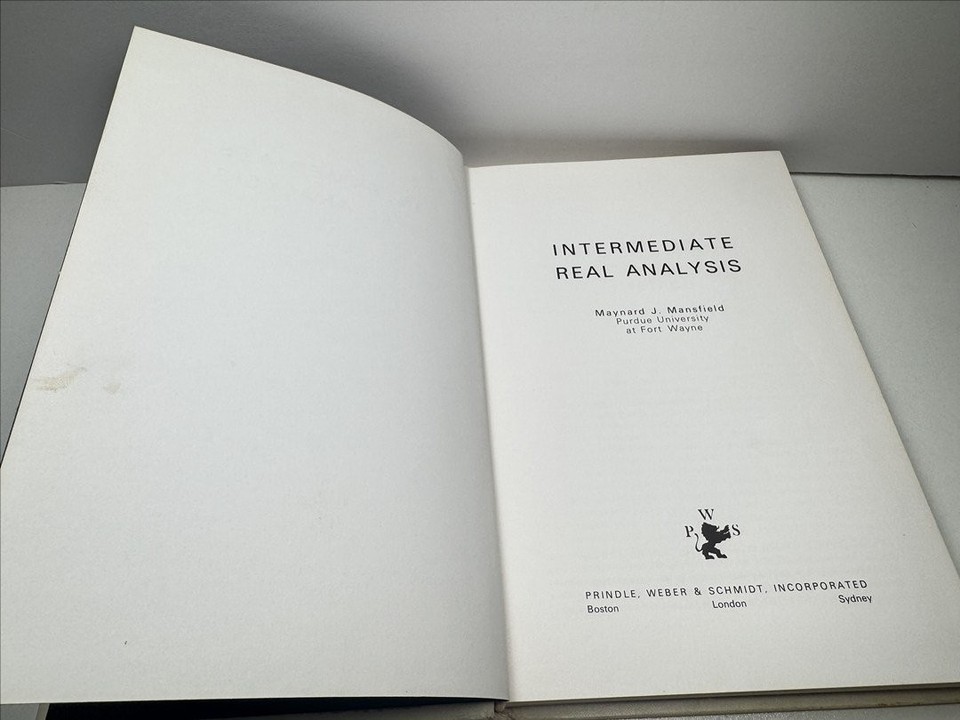 INTERMEDIATE
REAL ANALYSIS
Maynard J. Mansfield
Purdue University
at Fort Wayne
W
P S
PRINDLE, WEBER & SCHMIDT, INCORPORATED
Boston London Sydney